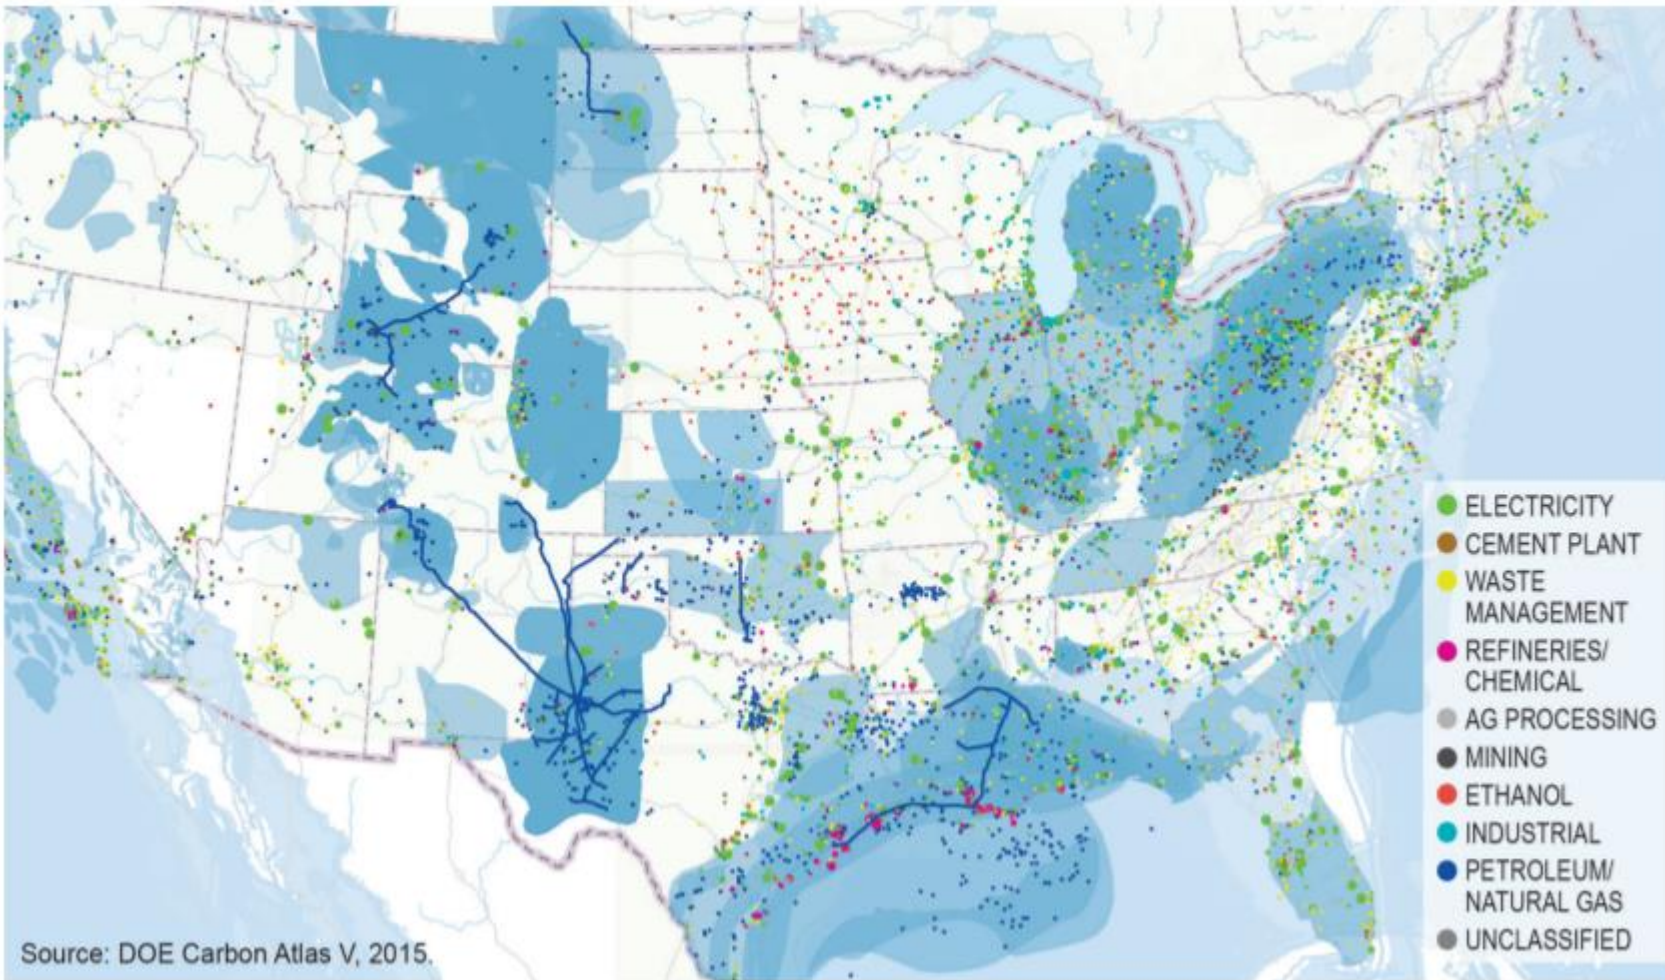 ELECTRICITY
CEMENT PLANT
WASTE
MANAGEMENT
REFINERIES/
CHEMICAL
AG PROCESSING
MINING
ETHANOL
INDUSTRIAL
PETROLEUM/
NATURAL GAS
UNCLASSIFIED
Source: DOE Carbon Atlas V, 2015.